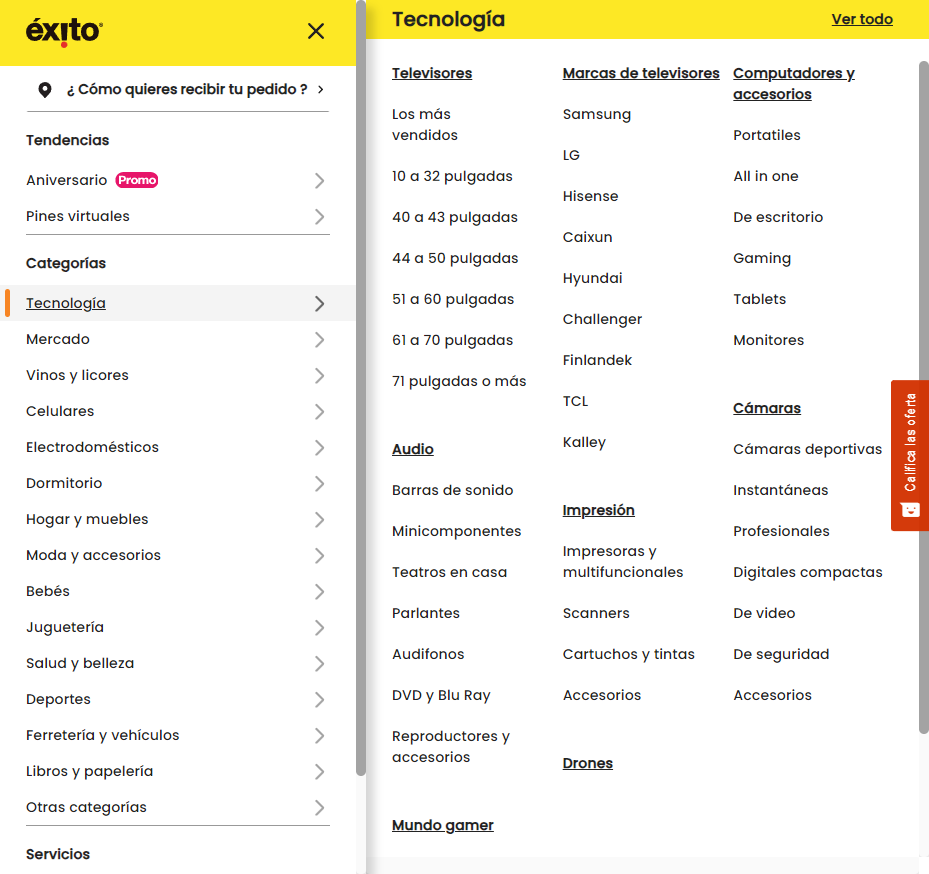 éxito
¿ Cómo quieres recibir tu pedido ?
Tendencias
Aniversario Promo
Pines virtuales
Categorías
Tecnología
Mercado
Vinos y licores
Celulares
Electrodomésticos
Dormitorio
Hogar y muebles
Moda y accesorios
Bebés
Juguetería
Salud y belleza
Deportes
Ferretería y vehículos
Libros y papelería
Otras categorías
Servicios
Tecnología
Ver todo
Televisores
Los más
vendidos
10 a 32 pulgadas
40 a 43 pulgadas
44 a 50 pulgadas
51 a 60 pulgadas
61 a 70 pulgadas
71 pulgadas o más
Audio
Barras de sonido
Minicomponentes
Teatros en casa
Parlantes
Audifonos
DVD y Blu Ray
Reproductores y
accesorios
Mundo gamer
Marcas de televisores
Samsung
LG
Hisense
Caixun
Hyundai
Challenger
Finlandek
TCL
Kalley
Impresión
Impresoras y
multifuncionales
Scanners
Cartuchos y tintas
Accesorios
Drones
Computadores y
accesorios
Portatiles
All in one
De escritorio
Gaming
Tablets
Monitores
Cámaras
Cámaras deportivas
Instantáneas
Profesionales
Digitales compactas
De video
De seguridad
Accesorios
Califica las oferta